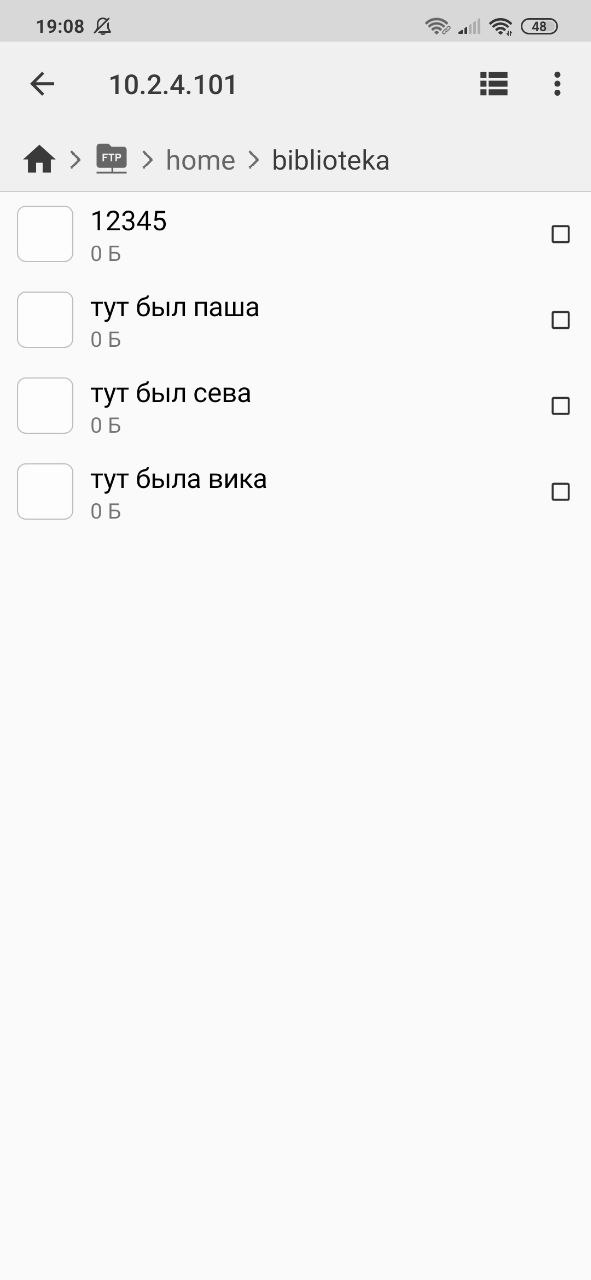 19:08
48
10.2.4.101
FTP home biblioteka
12345
0 Б
тут был паша
0 Б
тут был сева
0 Б
тут была вика
0 Б